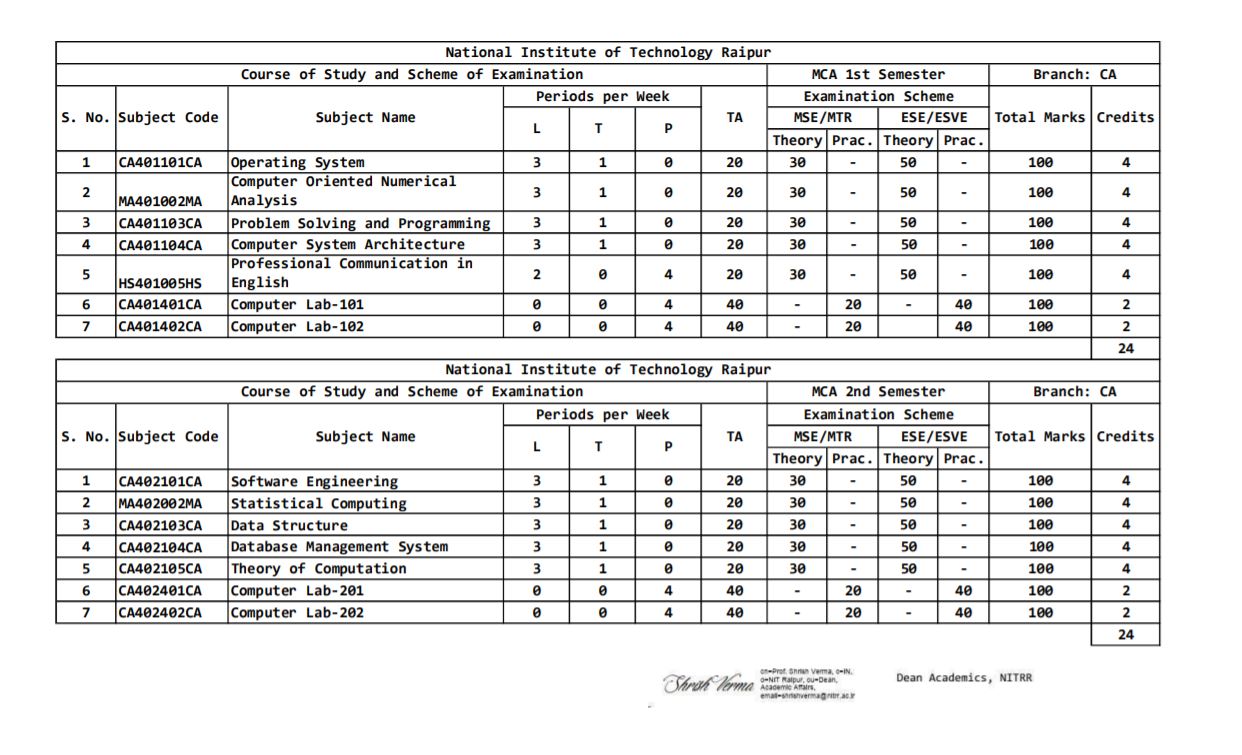 National Institute of Technology Raipur
Course of Study and Scheme of Examination MCA 1st Semester Branch: CA
S. No. Subject Code Subject Name Periods per Week TA Examination Scheme Total Marks Credits
L T P MSE/MTR ESE/ESVE
Theory Prac. Theory Prac.
1 CA401101CA Operating System 3 1 0 20 30 - 50 - 100 4
2 MA401002MA Computer Oriented Numerical Analysis 3 1 0 20 30 - 50 - 100 4
3 CA401103CA Problem Solving and Programming 3 1 0 20 30 - 50 - 100 4
4 CA401104CA Computer System Architecture 3 1 0 20 30 - 50 - 100 4
5 HS401005HS Professional Communication in English 2 0 4 20 30 - 50 - 100 4
6 CA401401CA Computer Lab-101 0 0 4 40 - 20 - 40 100 2
7 CA401402CA Computer Lab-102 0 0 4 40 - 20 40 100 2
24
National Institute of Technology Raipur
Course of Study and Scheme of Examination MCA 2nd Semester Branch: CA
S. No. Subject Code Subject Name Periods per Week TA Examination Scheme Total Marks Credits
L T P MSE/MTR ESE/ESVE
Theory Prac. Theory Prac.
1 CA402101CA Software Engineering 3 1 0 20 30 - 50 - 100 4
2 MA402002MA Statistical Computing 3 1 0 20 30 - 50 - 100 4
3 CA402103CA Data Structure 3 1 0 20 30 - 50 - 100 4
4 CA402104CA Database Management System 3 1 0 20 30 - 50 - 100 4
5 CA402105CA Theory of Computation 3 1 0 20 30 - 50 - 100 4
6 CA402401CA Computer Lab-201 0 0 4 40 - 20 - 40 100 2
7 CA402402CA Computer Lab-202 0 0 4 40 - 20 - 40 100 2
24
Shrish Verma
cn=Prof. Shrish Verma, c=IN,
o=NIT Raipur, ou=Dean,
Academic Affairs,
email=shrishverma@nitrr.ac.ir
Dean Academics, NITRR